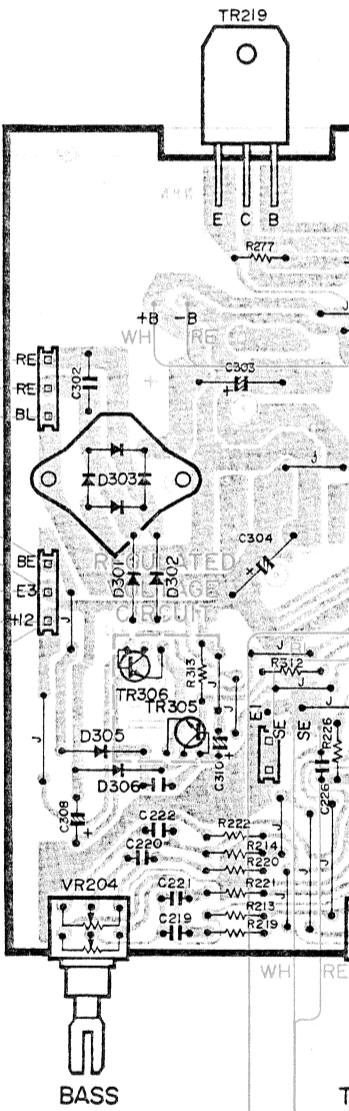 TR219
E C B
R277
J
+B -B
WH RE
RE
RE
BL
C302
C303
+
D303
J
C304
+
BE
E3
+12
REGULATED
VOLTAGE
CIRCUIT
D301
D302
J
J
TR306
R313
J
J
R312
J
TR305
E1
SE
SE
J
R226
D305
C310
+
C226
D306
C308
+
C222
C220
R222
R214
R220
J
J
J
J
VR204
C221
C219
R221
R213
R219
WH RE
BASS
T